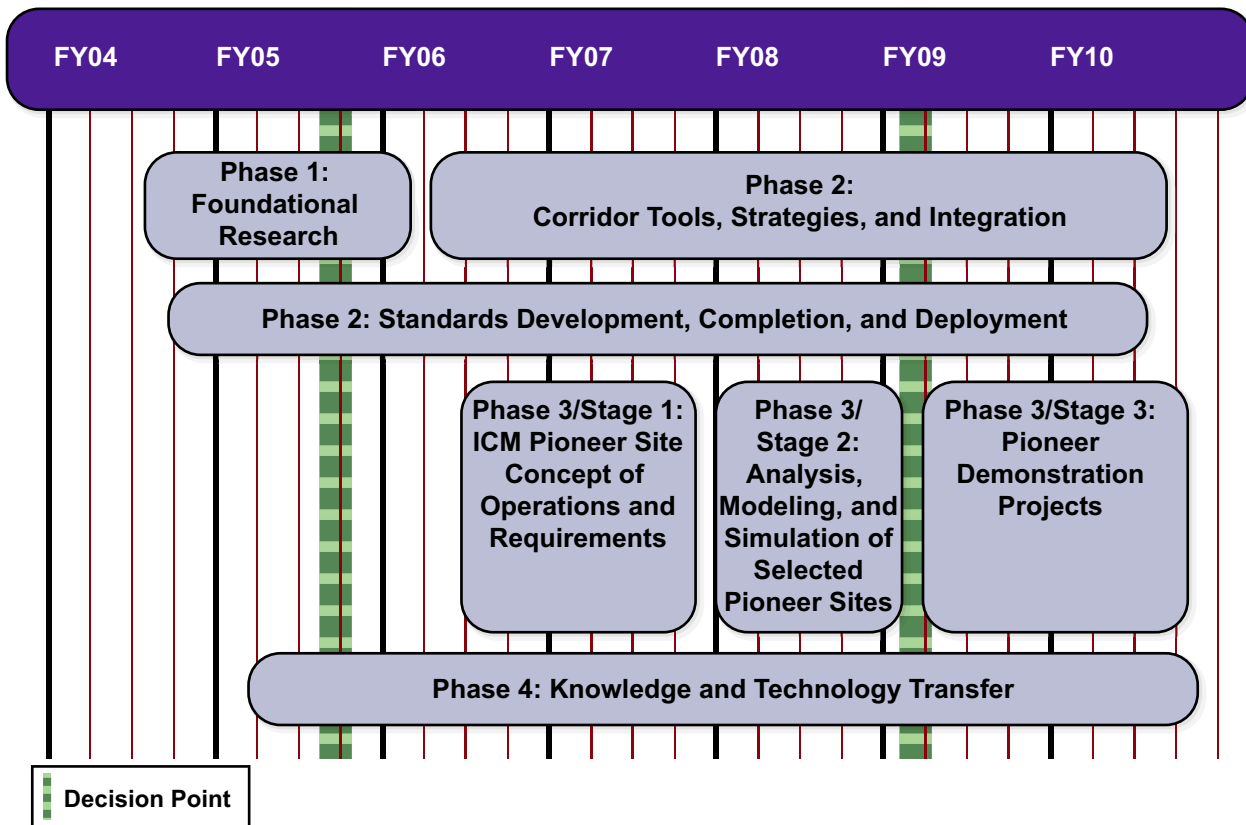 FY04 FY05 FY06 FY07 FY08 FY09 FY10
Phase 1:
Foundational
Research
Phase 2:
Corridor Tools, Strategies, and Integration
Phase 2: Standards Development, Completion, and Deployment
Phase 3/Stage 1:
ICM Pioneer Site
Concept of
Operations and
Requirements
Phase 3/
Stage 2:
Analysis,
Modeling, and
Simulation of
Selected
Pioneer Sites
Phase 3/Stage 3:
Pioneer
Demonstration
Projects
Phase 4: Knowledge and Technology Transfer
Decision Point